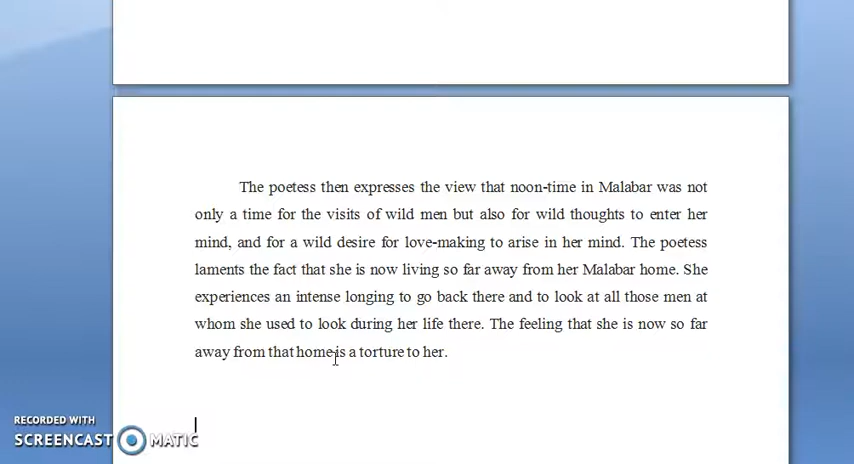 The poetess then expresses the view that noon-time in Malabar was not
only a time for the visits of wild men but also for wild thoughts to enter her
mind, and for a wild desire for love-making to arise in her mind. The poetess
laments the fact that she is now living so far away from her Malabar home. She
experiences an intense longing to go back there and to look at all those men at
whom she used to look during her life there. The feeling that she is now so far
away from that home is a torture to her.
RECORDED WITH
SCREENCAST MATIC